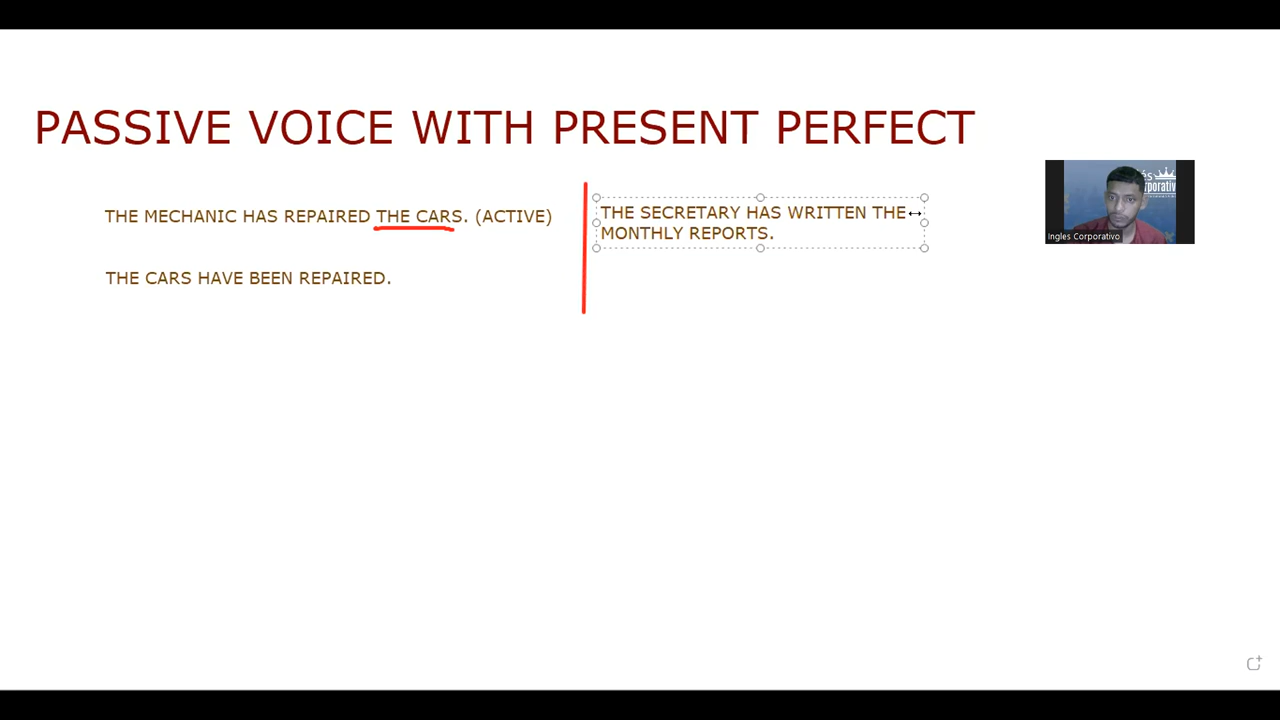 PASSIVE VOICE WITH PRESENT PERFECT
THE MECHANIC HAS REPAIRED THE CARS. (ACTIVE)
THE CARS HAVE BEEN REPAIRED.
THE SECRETARY HAS WRITTEN THE
MONTHLY REPORTS.
Ingles Corporativo